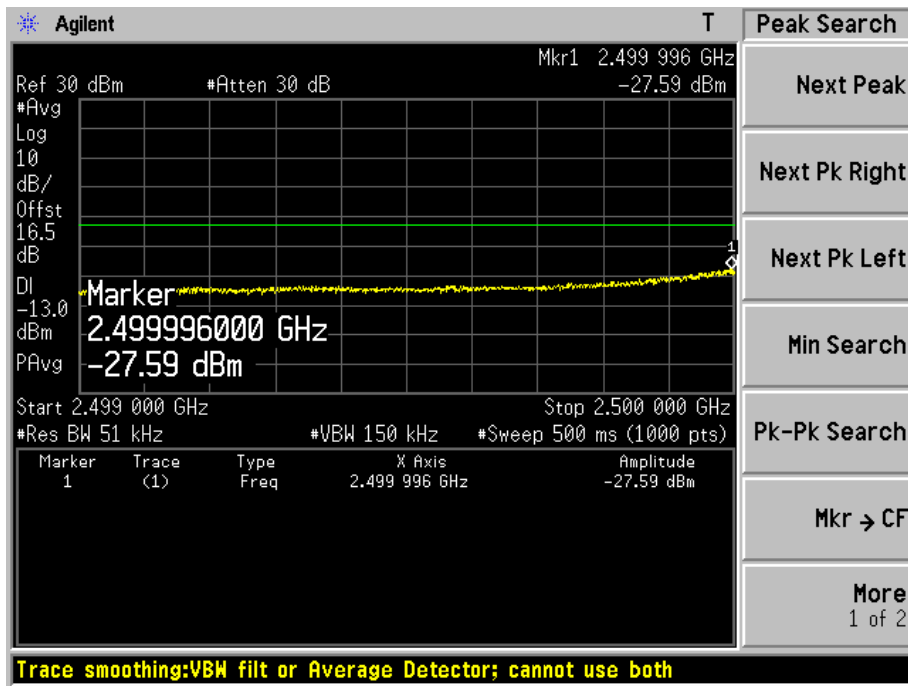 Agilent T Peak Search
Mkr1 2.499 996 GHz
Ref 30 dBm #Atten 30 dB -27.59 dBm
#Avg
Log
10
dB/
Offst
16.5
dB
DI
-13.0
dBm
PAvg
1
Marker
2.499996000 GHz
-27.59 dBm
Start 2.499 000 GHz Stop 2.500 000 GHz
#Res BW 51 kHz #VBW 150 kHz #Sweep 500 ms (1000 pts)
Marker Trace Type X Axis Amplitude
1 (1) Freq 2.499 996 GHz -27.59 dBm
Next Peak
Next Pk Right
Next Pk Left
Min Search
Pk-Pk Search
Mkr → CF
More
1 of 2
Trace smoothing:VBW filt or Average Detector; cannot use both